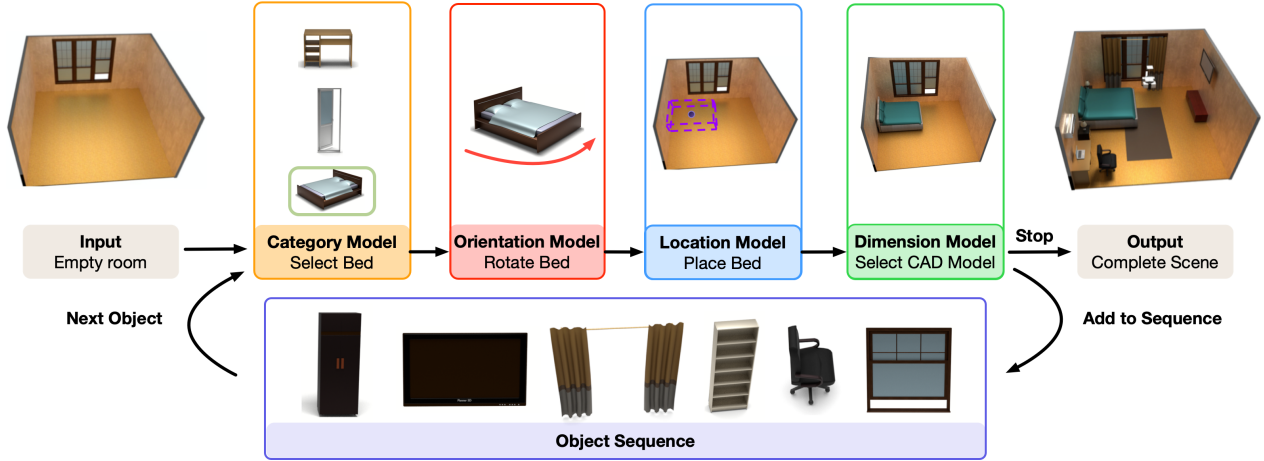 Input
Empty room
Category Model
Select Bed
Orientation Model
Rotate Bed
Location Model
Place Bed
Dimension Model
Select CAD Model
Stop
Output
Complete Scene
Next Object
Add to Sequence
Object Sequence